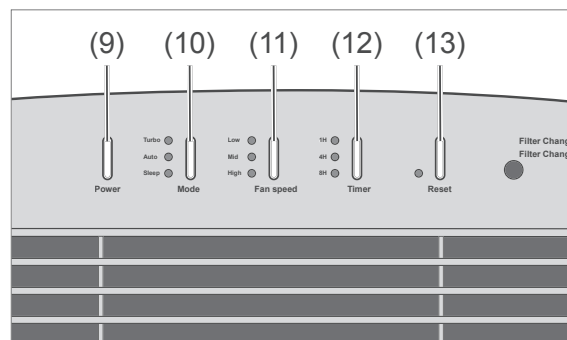 (9) (10) (11) (12) (13)
Turbo Low 1H Filter Chang
Auto Mid 4H Filter Chang
Sleep High 8H
Power Mode Fan speed Timer Reset